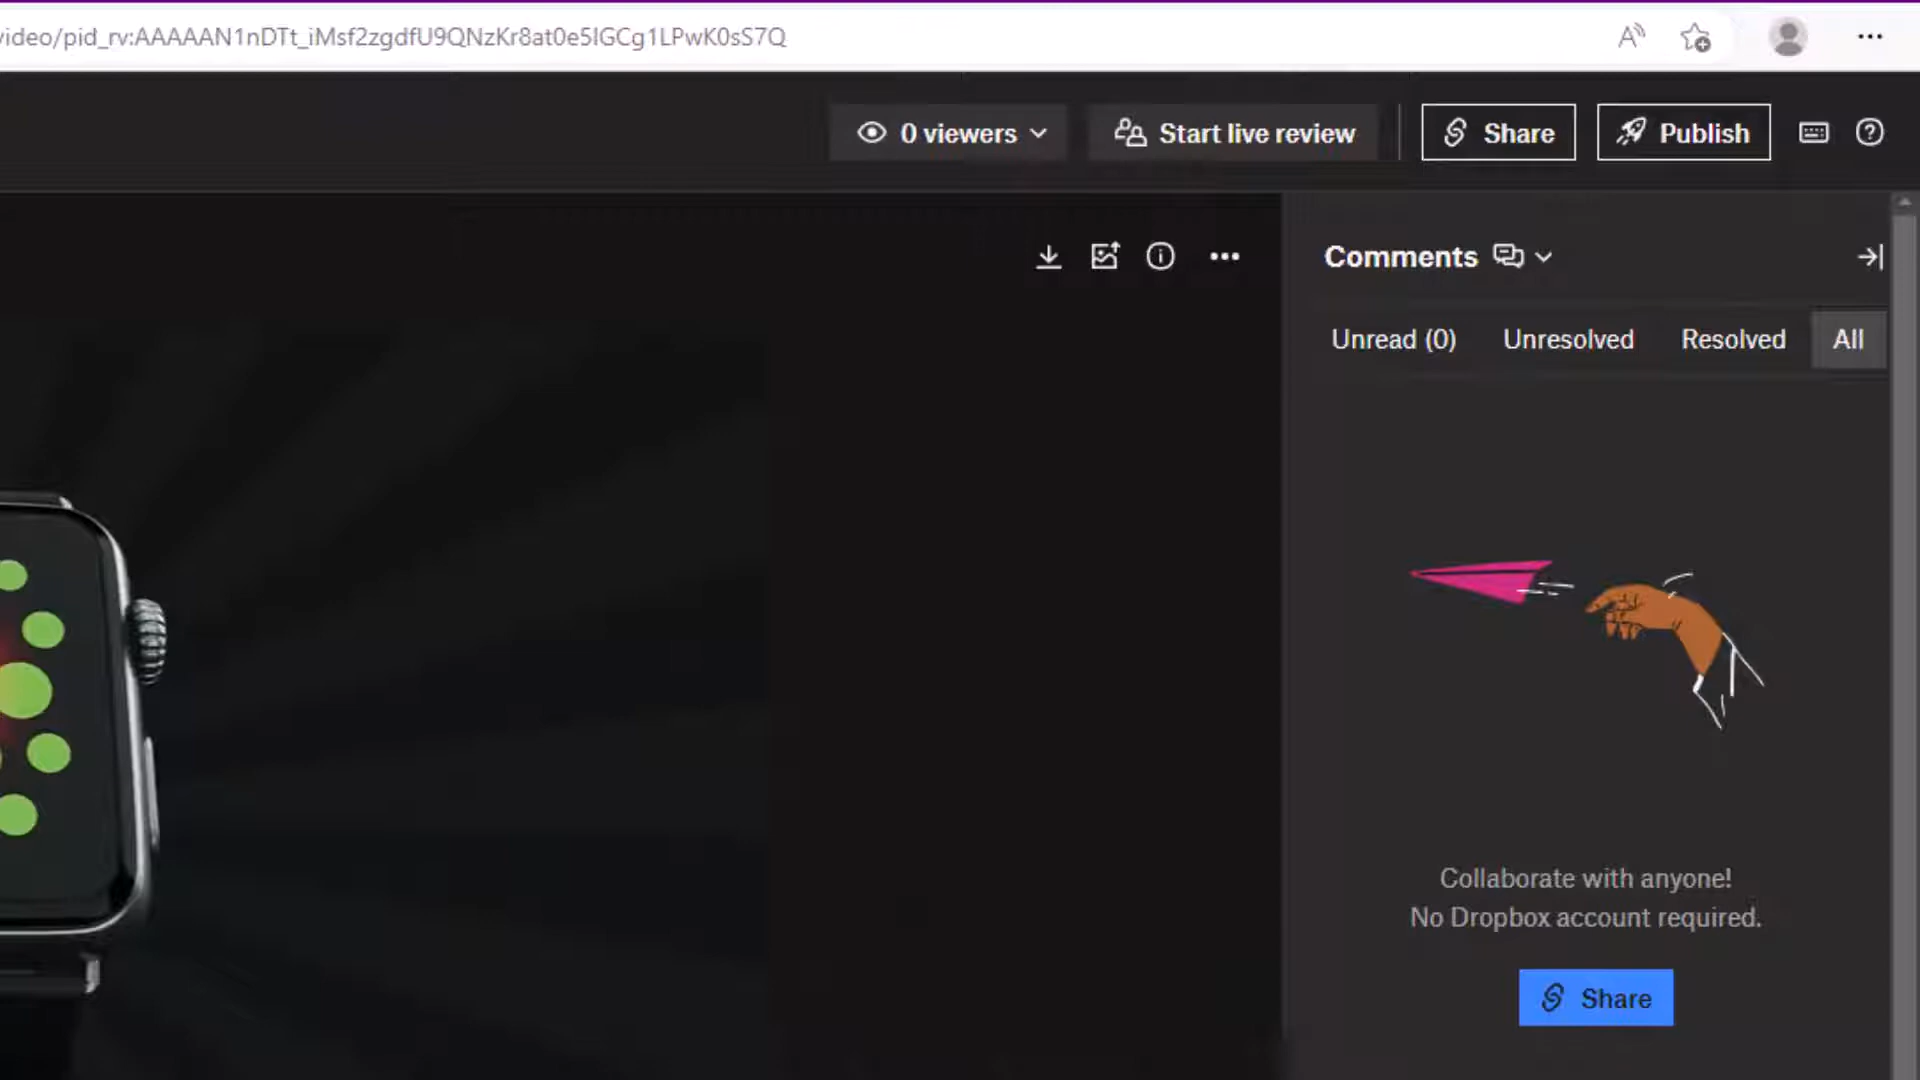 video/pid_rv:AAAAAN1nDTt_iMsf2zgdfU9QNzKr8at0e5lGCg1LPwK0sS7Q
0 viewers
Start live review
Share
Publish
Comments
Unread (0)
Unresolved
Resolved
All
Collaborate with anyone!
No Dropbox account required.
Share